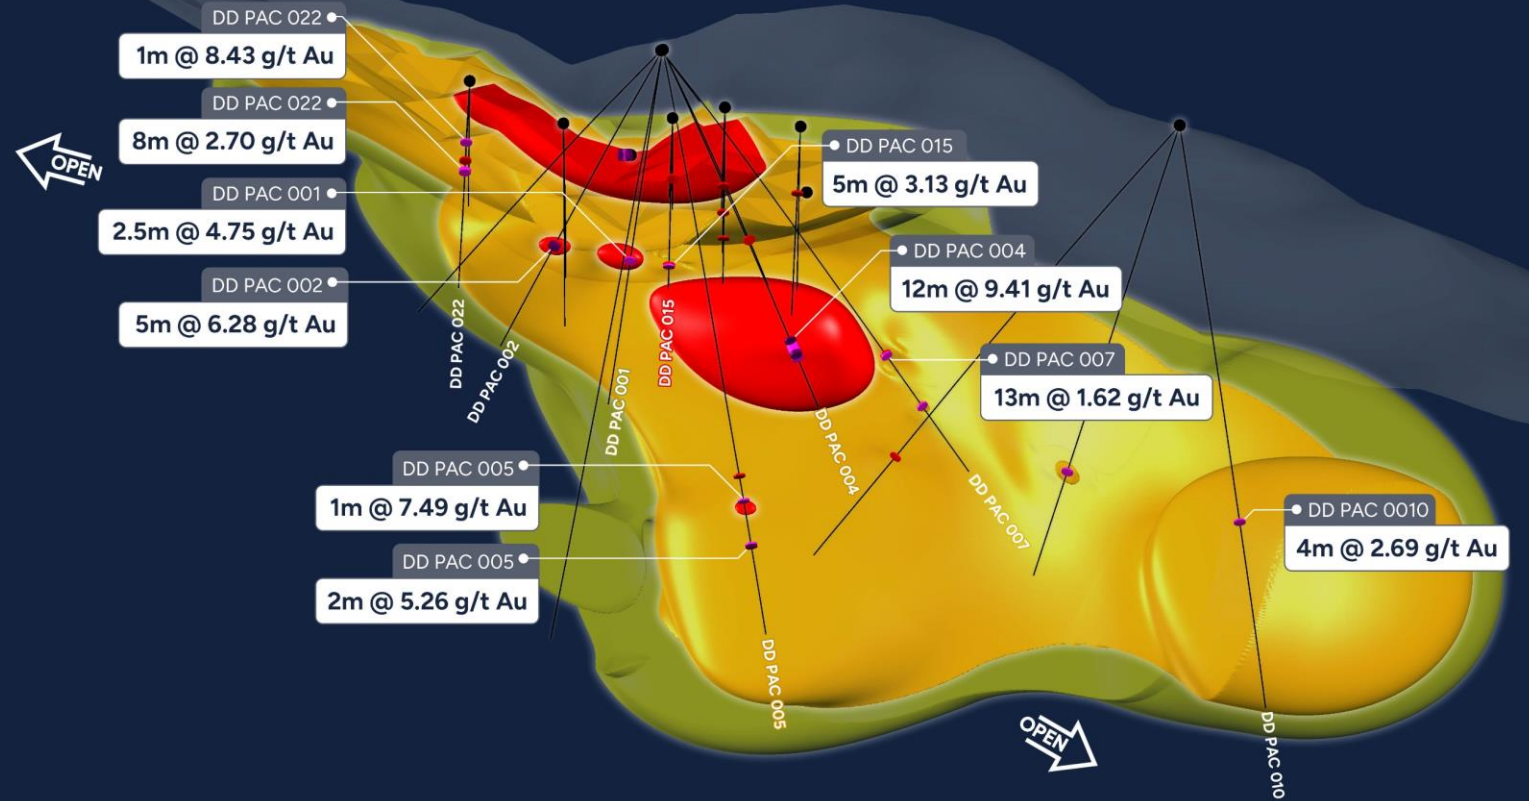 DD PAC 022
1m @ 8.43 g/t Au
DD PAC 022
8m @ 2.70 g/t Au
OPEN
DD PAC 001
2.5m @ 4.75 g/t Au
DD PAC 002
5m @ 6.28 g/t Au
DD PAC 015
5m @ 3.13 g/t Au
DD PAC 004
12m @ 9.41 g/t Au
DD PAC 007
13m @ 1.62 g/t Au
DD PAC 022
DD PAC 002
DD PAC 001
DD PAC 015
DD PAC 004
DD PAC 007
DD PAC 005
1m @ 7.49 g/t Au
DD PAC 005
2m @ 5.26 g/t Au
DD PAC 0010
4m @ 2.69 g/t Au
DD PAC 005
OPEN
DD PAC 010